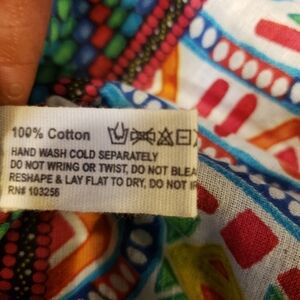 100% Cotton
HAND WASH COLD SEPARATELY
DO NOT WRING OR TWIST, DO NOT BLEA
RESHAPE & LAY FLAT TO DRY, DO NOT IR
RN# 103256